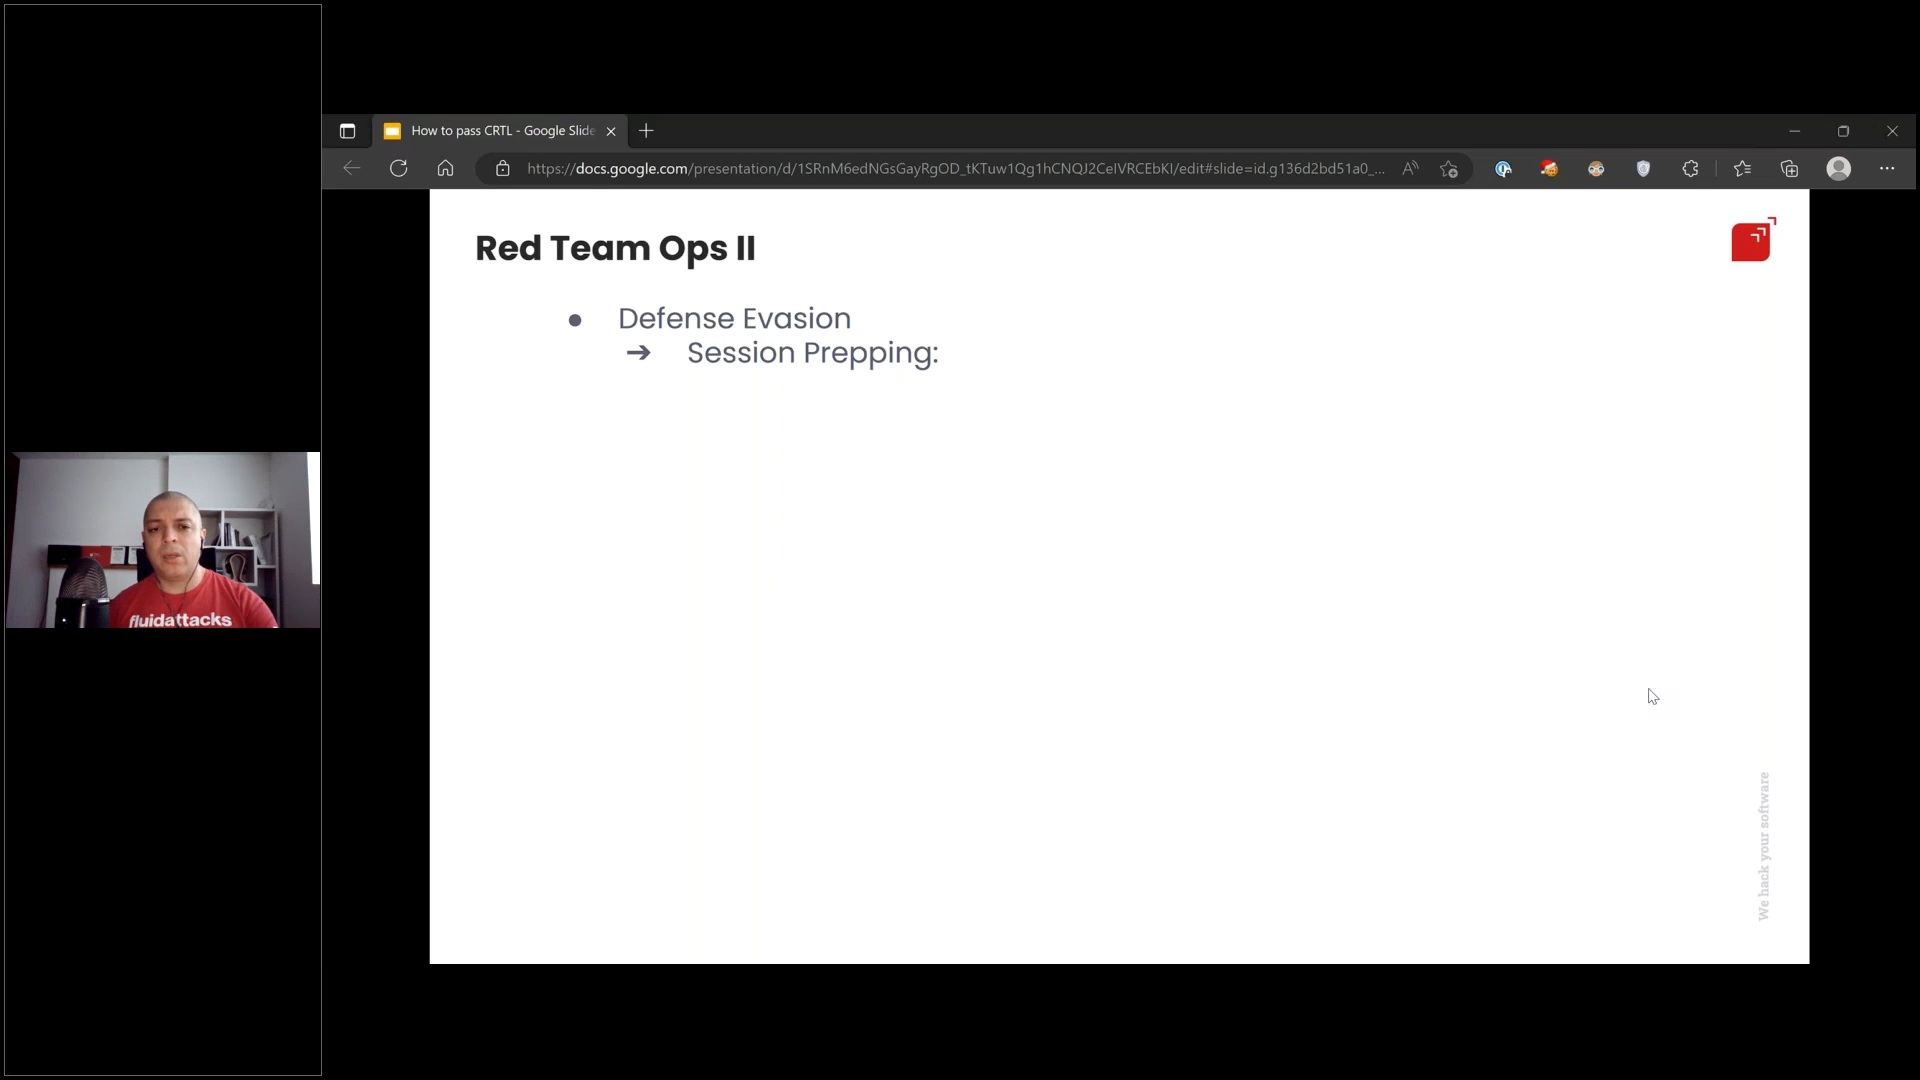 How to pass CRTL - Google Slide
https://docs.google.com/presentation/d/1SRnM6edNGsGayRgOD_tKTuw1Qg1hCNQJ2CeIVRCEbKI/edit#slide=id.g136d2bd51a0_...
Red Team Ops II
● Defense Evasion
➔ Session Prepping:
fluidattacks
We hack your software